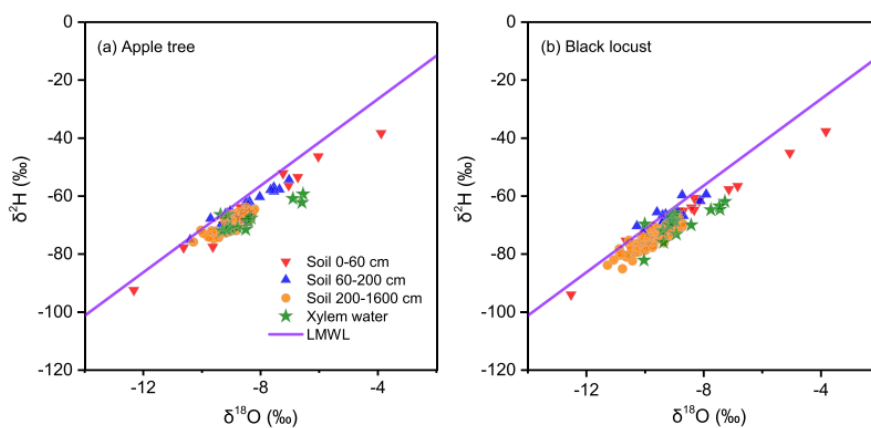 (a) Apple tree
(b) Black locust
0
-20
-40
-60
-80
-100
-120
δ²H (‰)
-12
-8
-4
δ¹⁸O (‰)
Soil 0-60 cm
Soil 60-200 cm
Soil 200-1600 cm
Xylem water
LMWL
0
-20
-40
-60
-80
-100
-120
δ²H (‰)
-12
-8
-4
δ¹⁸O (‰)